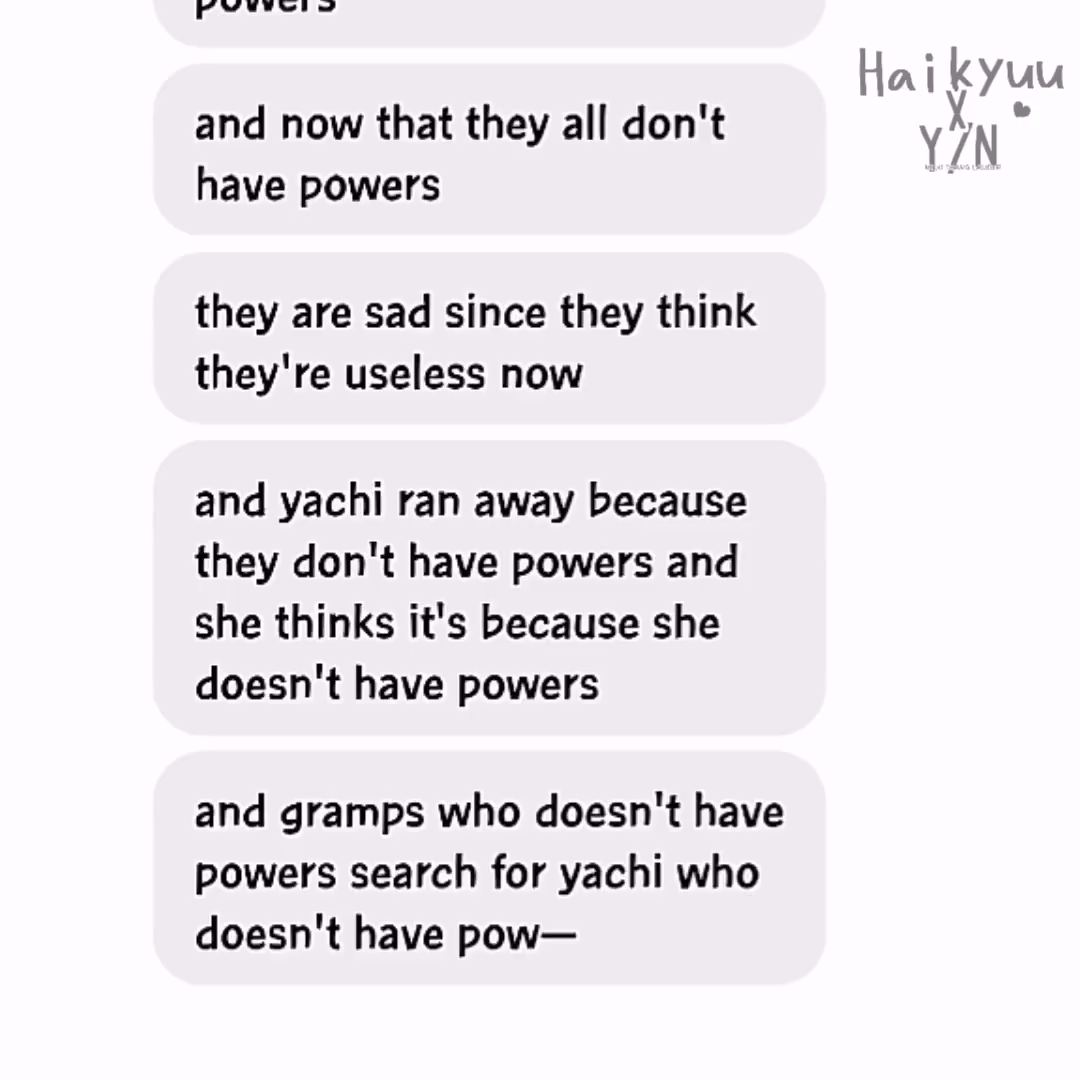 powers
and now that they all don't
have powers
they are sad since they think
they're useless now
and yachi ran away because
they don't have powers and
she thinks it's because she
doesn't have powers
and gramps who doesn't have
powers search for yachi who
doesn't have pow—
Haikyuu
X
Y/N